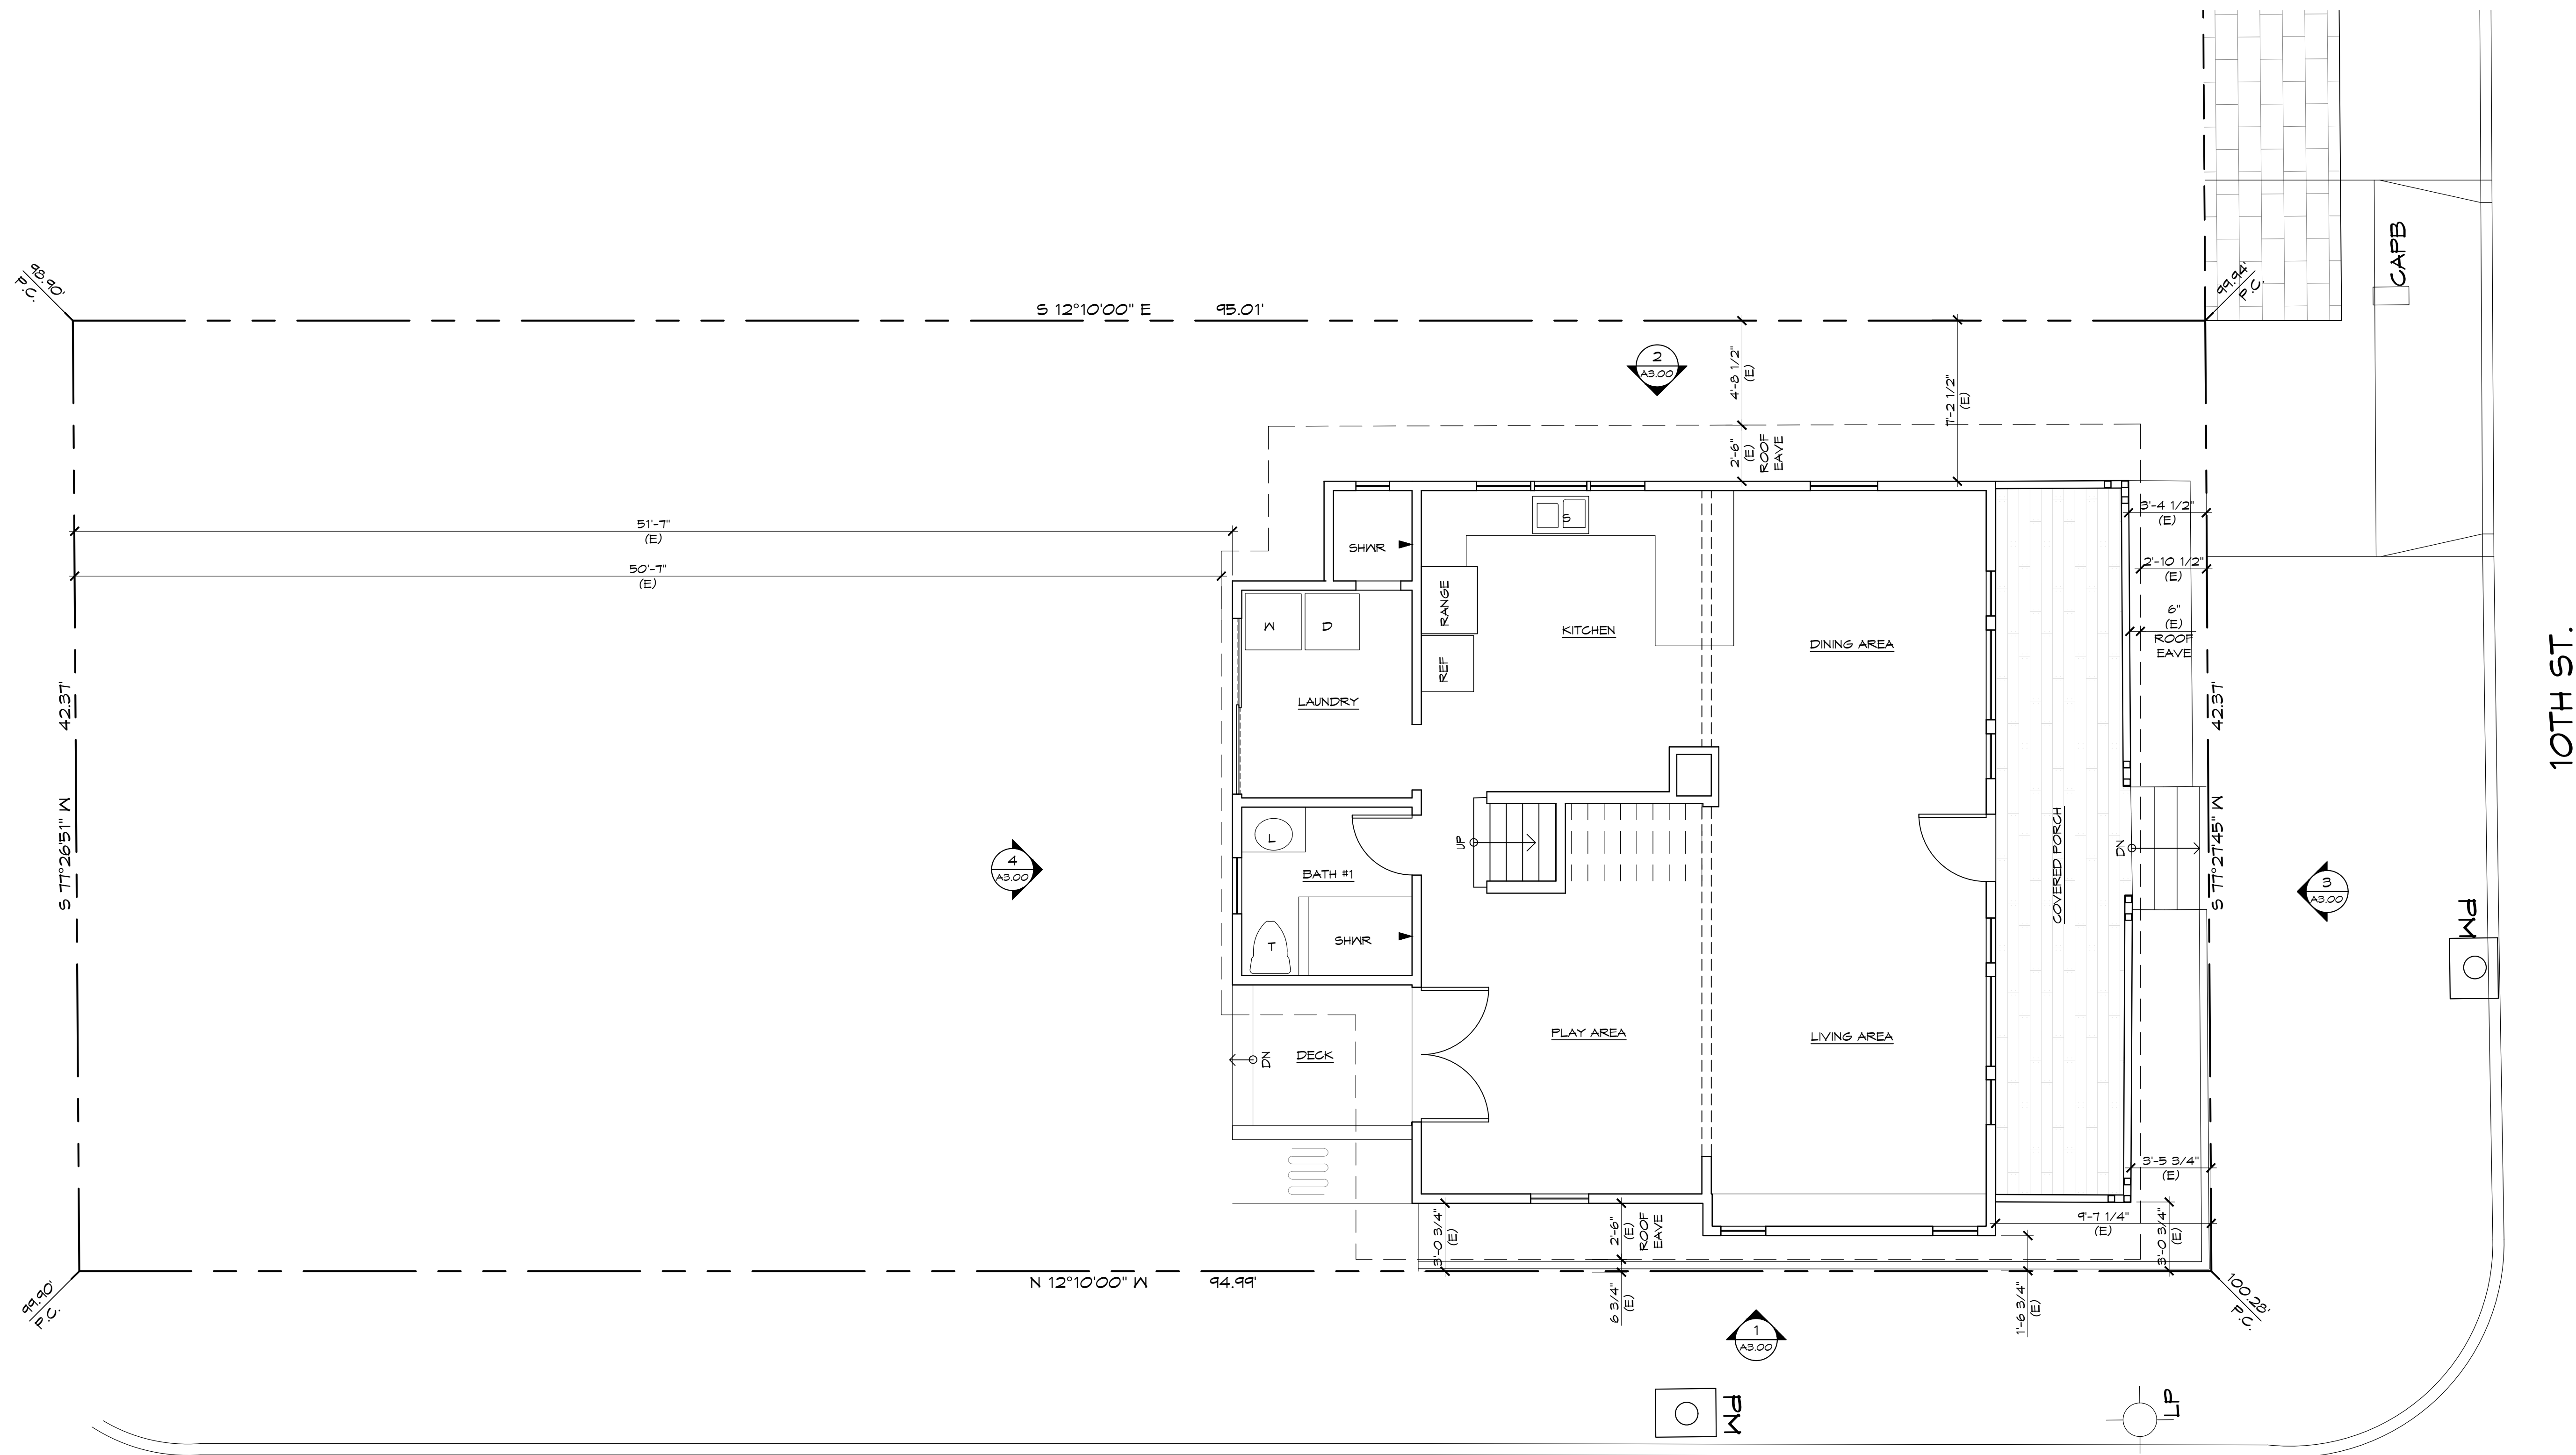 CAPB
98.90'
P.C.
99.94'
P.C.
S 12°10'00" E 95.01'
2
A3.00
4'-8 1/2"
(E)
7'-2 1/2"
(E)
2'-6"
(E)
ROOF
EAVE
51'-7"
(E)
50'-7"
(E)
3'-4 1/2"
(E)
2'-10 1/2"
(E)
6"
(E)
ROOF
EAVE
SHWR
S
RANGE
REF
KITCHEN
DINING AREA
W
D
LAUNDRY
10TH ST.
S 77°26'51" W 42.37'
S 77°27'45" W 42.37'
4
A3.00
L
BATH #1
UP
COVERED PORCH
DN
3
A3.00
PM
T
SHWR
DN
DECK
PLAY AREA
LIVING AREA
3'-5 3/4"
(E)
9'-7 1/4"
(E)
3'-0 3/4"
(E)
2'-6"
(E)
ROOF
EAVE
3'-0 3/4"
(E)
6 3/4"
(E)
1'-6 3/4"
(E)
N 12°10'00" W 94.99'
99.90'
P.C.
100.28'
P.C.
1
A3.00
PM
LP